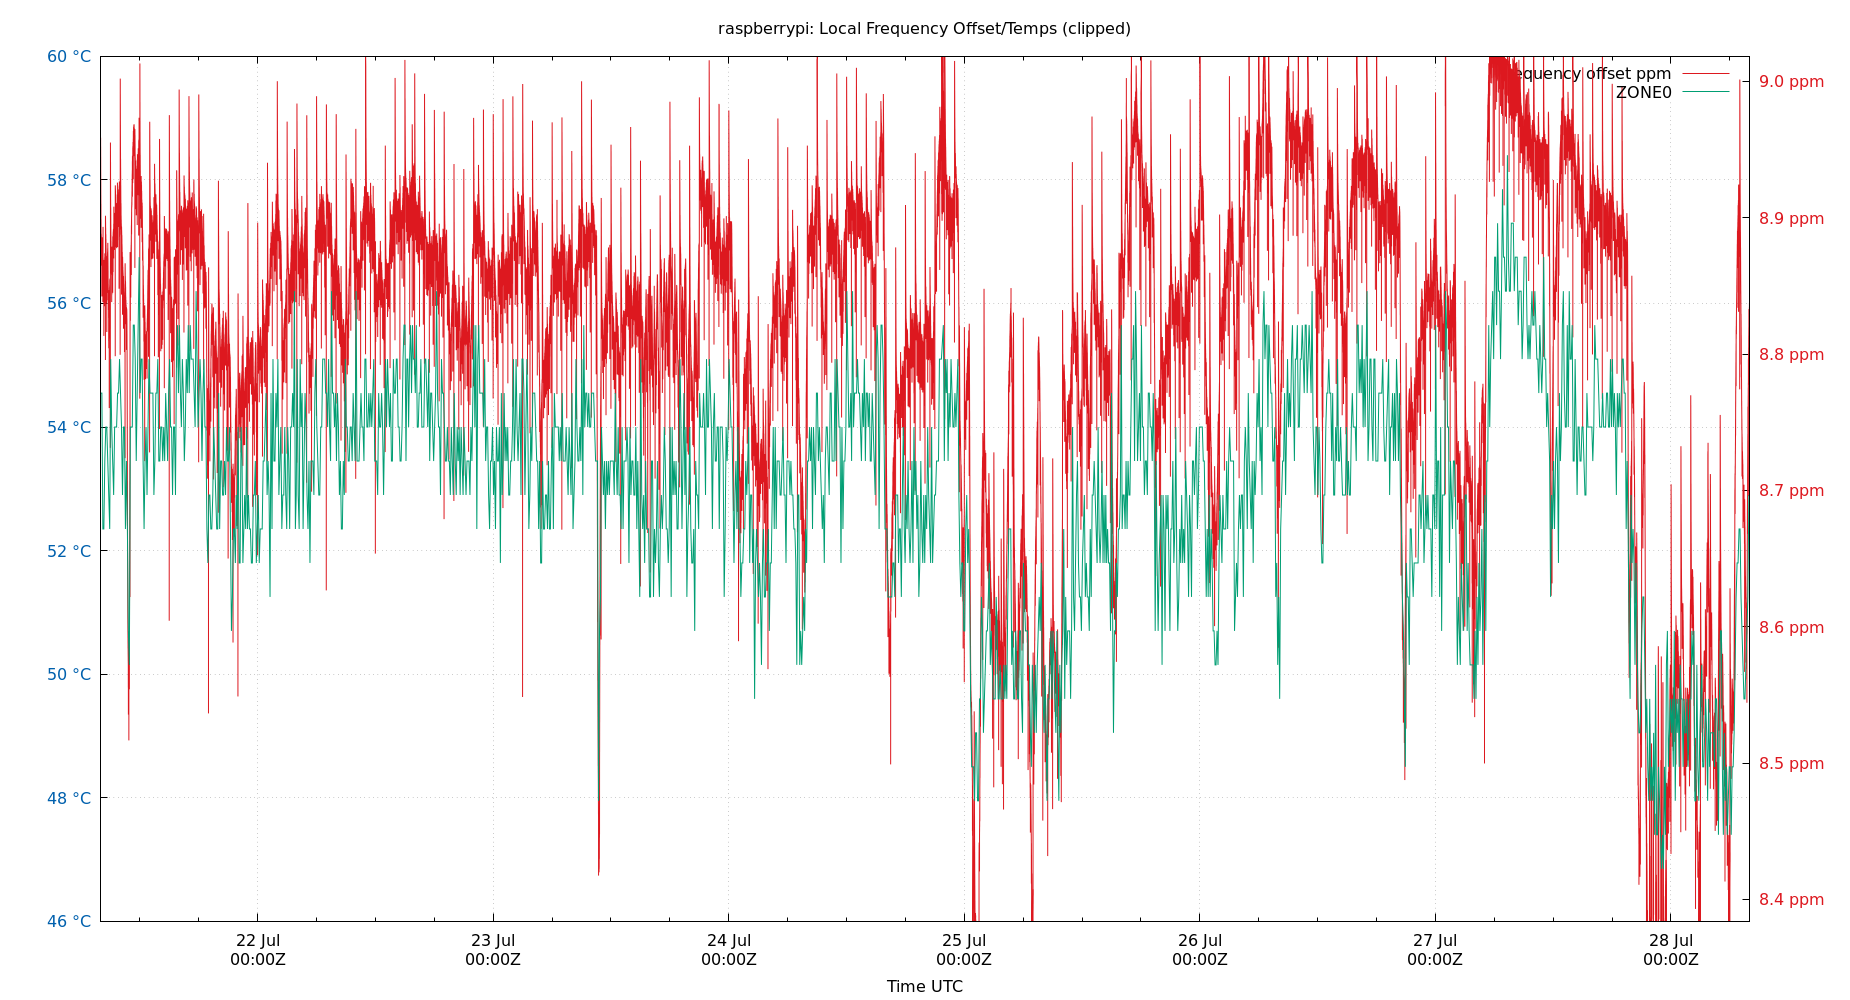 raspberrypi: Local Frequency Offset/Temps (clipped)
60 °C
58 °C
56 °C
54 °C
52 °C
50 °C
48 °C
46 °C
equency offset ppm
ZONE0
9.0 ppm
8.9 ppm
8.8 ppm
8.7 ppm
8.6 ppm
8.5 ppm
8.4 ppm
22 Jul
00:00Z
23 Jul
00:00Z
24 Jul
00:00Z
25 Jul
00:00Z
26 Jul
00:00Z
27 Jul
00:00Z
28 Jul
00:00Z
Time UTC